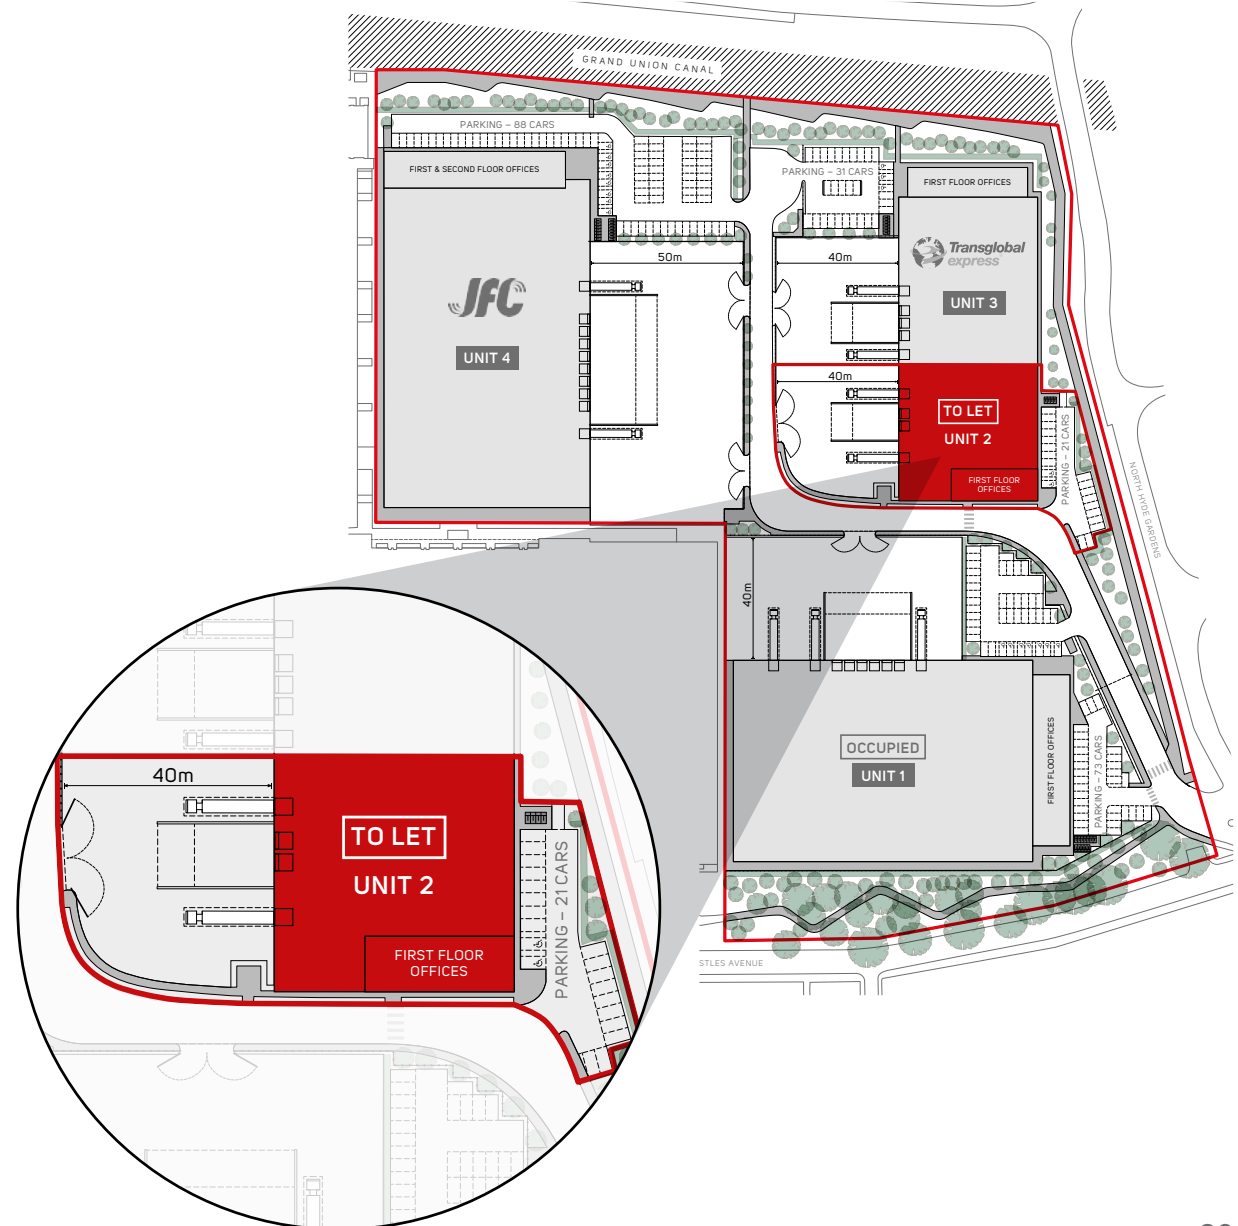 GRAND UNION CANAL
PARKING – 88 CARS
FIRST & SECOND FLOOR OFFICES
PARKING – 31 CARS
FIRST FLOOR OFFICES
50m
40m
Transglobal
express
JFC
UNIT 3
UNIT 4
40m
TO LET
UNIT 2
FIRST FLOOR
OFFICES
PARKING – 21 CARS
NORTH HYDE GARDENS
40m
OCCUPIED
UNIT 1
FIRST FLOOR OFFICES
PARKING – 73 CARS
STLES AVENUE
40m
TO LET
UNIT 2
FIRST FLOOR
OFFICES
PARKING – 21 CARS